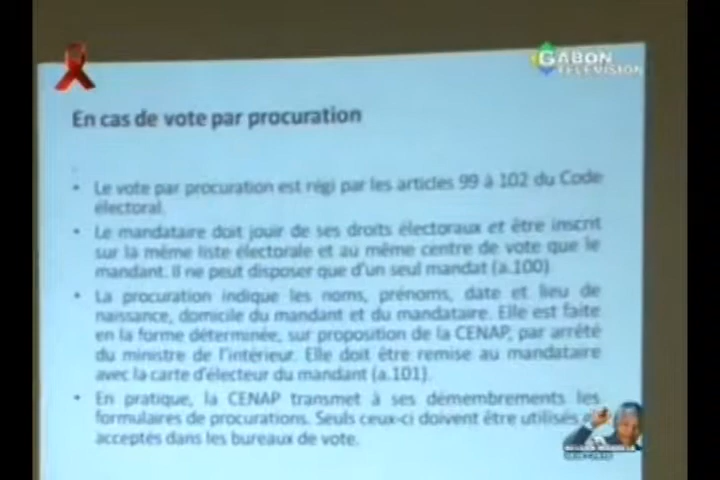 GABON
TÉLÉVISION
En cas de vote par procuration
• Le vote par procuration est régi par les articles 99 à 102 du Code
électoral.
• Le mandataire doit jouir de ses droits électoraux et être inscrit
sur la même liste électorale et au même centre de vote que le
mandant. Il ne peut disposer que d'un seul mandat (a.100)
• La procuration indique les noms, prénoms, date et lieu de
naissance, domicile du mandant et du mandataire. Elle est faite
en la forme déterminée, sur proposition de la CENAP, par arrêté
du ministre de l'intérieur. Elle doit être remise au mandataire
avec la carte d'électeur du mandant (a.101).
• En pratique, la CENAP transmet à ses démembrements les
formulaires de procurations. Seuls ceux-ci doivent être utilisés
acceptés dans les bureaux de vote.